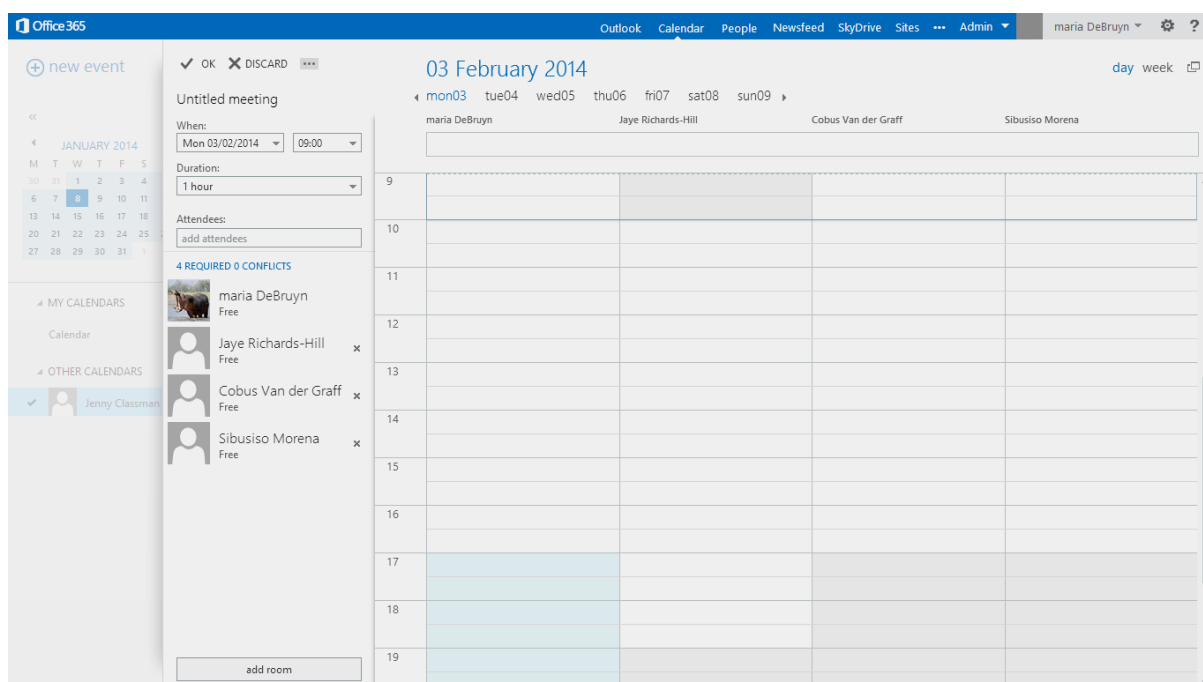 Office 365
Outlook Calendar People Newsfeed SkyDrive Sites ••• Admin maria DeBruyn ?
new event
«
JANUARY 2014
M T W T F S
30 31 1 2 3 4
6 7 8 9 10 11
13 14 15 16 17 18
20 21 22 23 24 25
27 28 29 30 31 1
MY CALENDARS
Calendar
OTHER CALENDARS
Jenny Classman
OK DISCARD •••
Untitled meeting
When:
Mon 03/02/2014 09:00
Duration:
1 hour
Attendees:
add attendees
4 REQUIRED 0 CONFLICTS
maria DeBruyn
Free
Jaye Richards-Hill
Free
Cobus Van der Graff
Free
Sibusiso Morena
Free
add room
03 February 2014
day week
mon03 tue04 wed05 thu06 fri07 sat08 sun09
maria DeBruyn Jaye Richards-Hill Cobus Van der Graff Sibusiso Morena
9
10
11
12
13
14
15
16
17
18
19